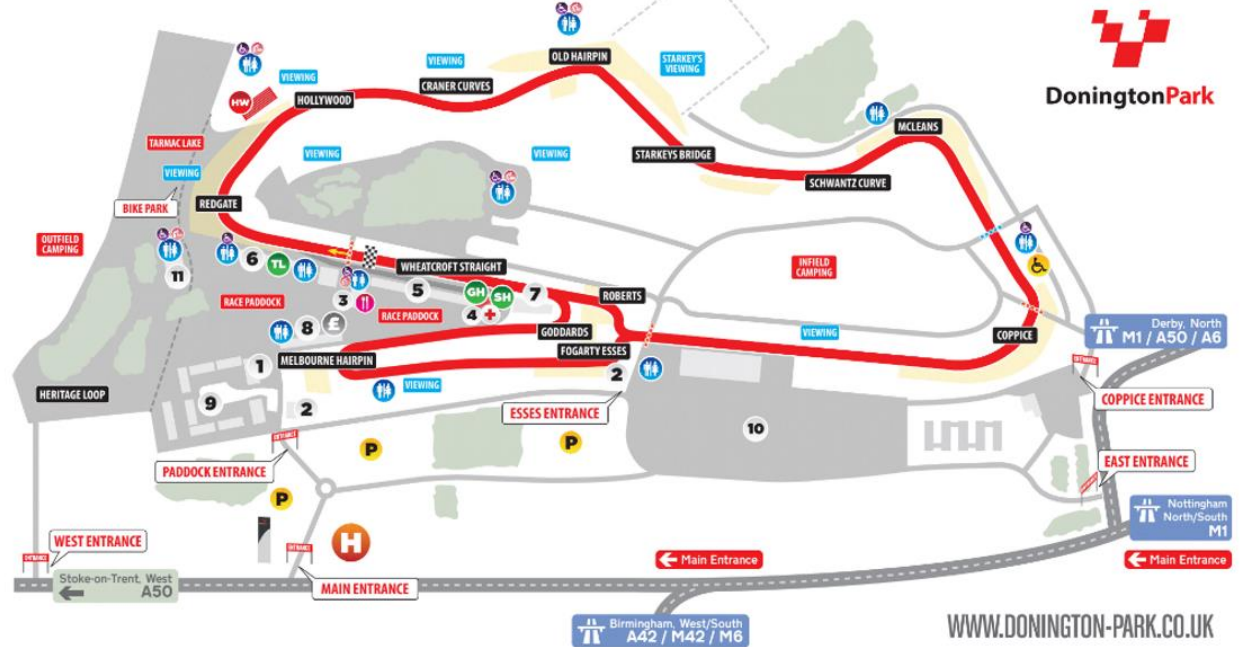 OLD HAIRPIN
VIEWING
STARKEY'S
VIEWING
DoningtonPark
VIEWING
CRANER CURVES
HW
HOLLYWOOD
MCLEANS
TARMAC LAKE
VIEWING
VIEWING
STARKEYS BRIDGE
VIEWING
SCHWANTZ CURVE
BIKE PARK
REDGATE
OUTFIELD
CAMPING
6
TL
WHEATCROFT STRAIGHT
INFIELD
CAMPING
11
RACE PADDOCK
3
5
GH
SH
7
ROBERTS
RACE PADDOCK
4
8
£
GODDARDS
VIEWING
COPPICE
Derby, North
M1 / A50 / A6
1
MELBOURNE HAIRPIN
FOGARTY ESSES
2
ENTRANCE
HERITAGE LOOP
9
2
VIEWING
ESSES ENTRANCE
COPPICE ENTRANCE
10
ENTRANCE
P
P
PADDOCK ENTRANCE
EAST ENTRANCE
P
Nottingham
North/South
M1
WEST ENTRANCE
H
ENTRANCE
ENTRANCE
Main Entrance
Main Entrance
Stoke-on-Trent, West
A50
MAIN ENTRANCE
Birmingham, West/South
A42 / M42 / M6
WWW.DONINGTON-PARK.CO.UK